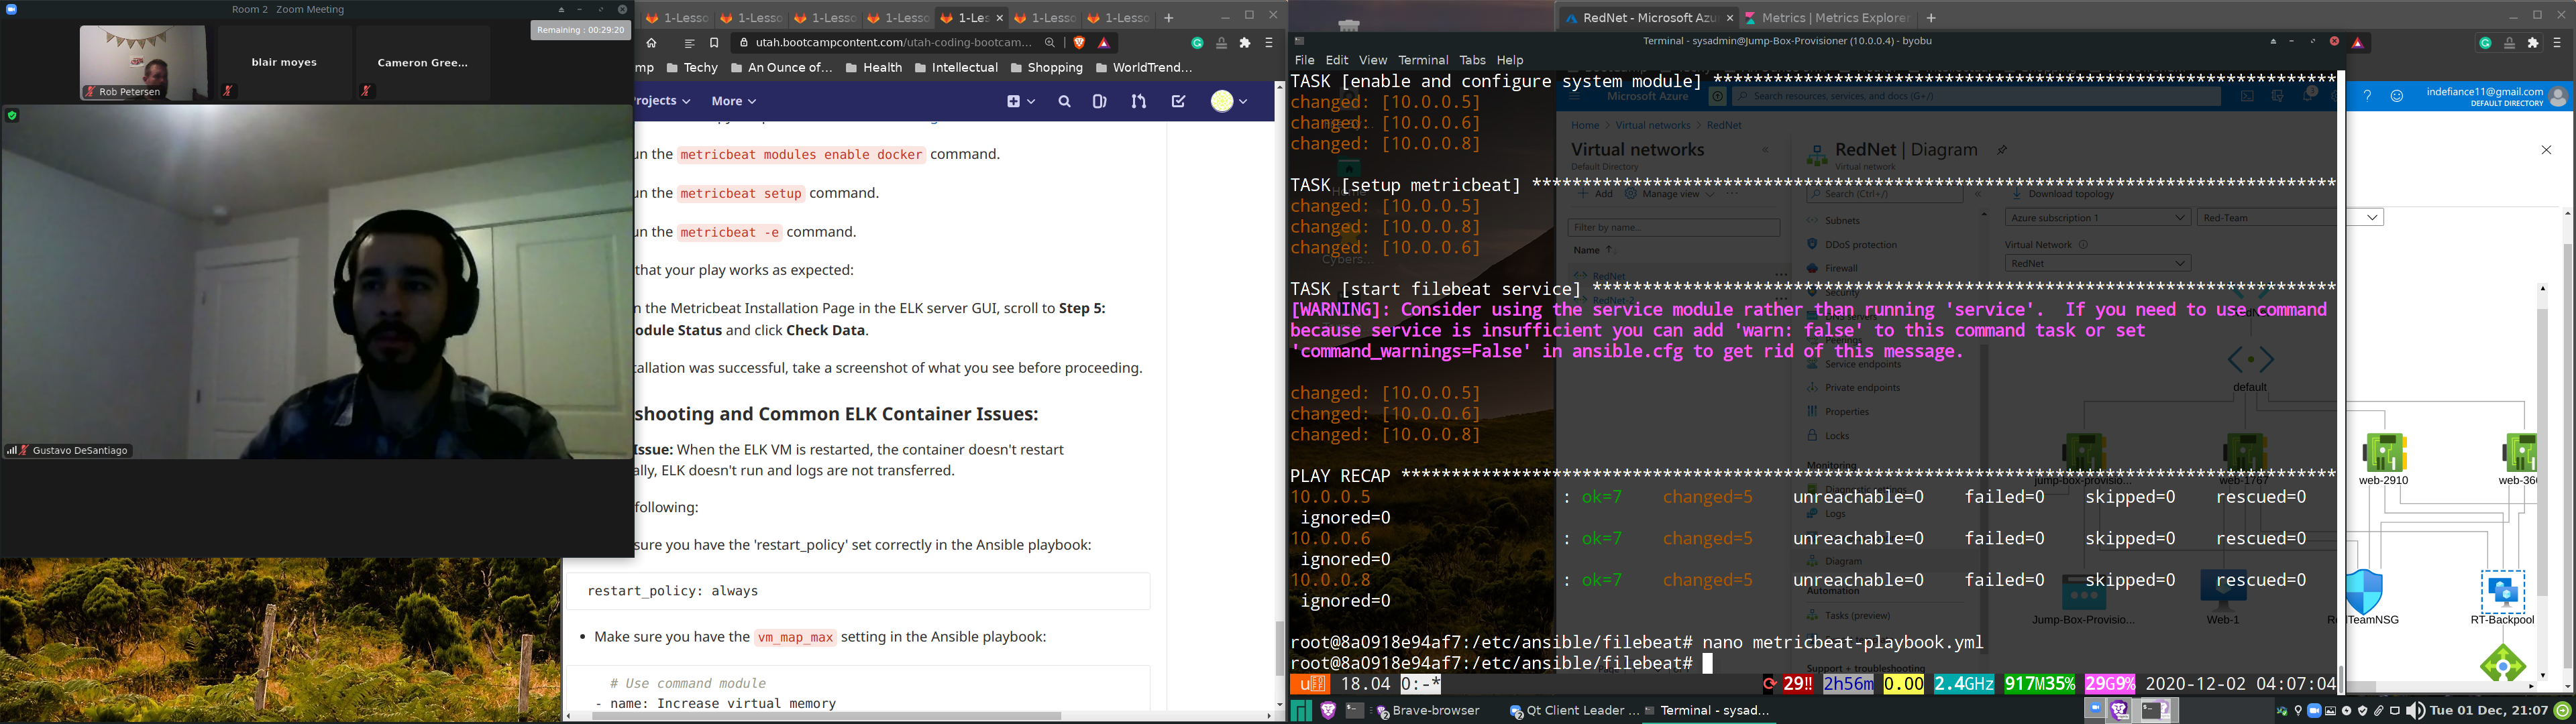 Room 2 Zoom Meeting
Remaining : 00:29:20
Rob Petersen
blair moyes
Cameron Gree...
Gustavo DeSantiago
1-Lesso
1-Lesso
1-Lesso
1-Lesso
1-Les
1-Lesso
1-Lesso
utah.bootcampcontent.com/utah-coding-bootcam...
mp
Techy
An Ounce of...
Health
Intellectual
Shopping
WorldTrend...
rojects
More
un the metricbeat modules enable docker command.
un the metricbeat setup command.
un the metricbeat -e command.
that your play works as expected:
n the Metricbeat Installation Page in the ELK server GUI, scroll to Step 5:
odule Status and click Check Data.
tallation was successful, take a screenshot of what you see before proceeding.
shooting and Common ELK Container Issues:
Issue: When the ELK VM is restarted, the container doesn't restart
ally, ELK doesn't run and logs are not transferred.
following:
sure you have the 'restart_policy' set correctly in the Ansible playbook:
restart_policy: always
Make sure you have the vm_map_max setting in the Ansible playbook:
# Use command module
- name: Increase virtual memory
RedNet - Microsoft Azu
Metrics | Metrics Explorer
Terminal - sysadmin@Jump-Box-Provisioner (10.0.0.4) - byobu
File Edit View Terminal Tabs Help
TASK [enable and configure system module] ****************************************************************
changed: [10.0.0.5]
changed: [10.0.0.6]
changed: [10.0.0.8]
TASK [setup metricbeat] ****************************************************************
changed: [10.0.0.5]
changed: [10.0.0.8]
changed: [10.0.0.6]
TASK [start filebeat service] ****************************************************************
[WARNING]: Consider using the service module rather than running 'service'. If you need to use command
because service is insufficient you can add 'warn: false' to this command task or set
'command_warnings=False' in ansible.cfg to get rid of this message.
changed: [10.0.0.5]
changed: [10.0.0.6]
changed: [10.0.0.8]
PLAY RECAP ****************************************************************
10.0.0.5 : ok=7 changed=5 unreachable=0 failed=0 skipped=0 rescued=0
ignored=0
10.0.0.6 : ok=7 changed=5 unreachable=0 failed=0 skipped=0 rescued=0
ignored=0
10.0.0.8 : ok=7 changed=5 unreachable=0 failed=0 skipped=0 rescued=0
ignored=0
root@8a0918e94af7:/etc/ansible/filebeat# nano metricbeat-playbook.yml
root@8a0918e94af7:/etc/ansible/filebeat#
18.04 0:-* 29!! 2h56m 0.00 2.4GHz 917M35% 29G9% 2020-12-02 04:07:04
Microsoft Azure
Search resources, services, and docs (G+/)
indefiance11@gmail.com
DEFAULT DIRECTORY
Home > Virtual networks > RedNet
Virtual networks
Default Directory
Add
Manage view
Filter by name...
Name
RedNet
RedNet-2
RedNet | Diagram
Virtual network
Search (Ctrl+/)
Subnets
DDoS protection
Firewall
Security
DNS servers
Peerings
Service endpoints
Private endpoints
Properties
Locks
Monitoring
Diagnostic settings
Logs
Diagram
Automation
Tasks (preview)
Support + troubleshooting
Download topology
Azure subscription 1
Red-Team
Virtual Network
RedNet
default
jump-box-provisio...
web-1767
web-2910
web-36
Jump-Box-Provisio...
Web-1
R
lTeamNSG
RT-Backpool
Brave-browser
Qt Client Leader ...
Terminal - sysad...
Tue 01 Dec, 21:07